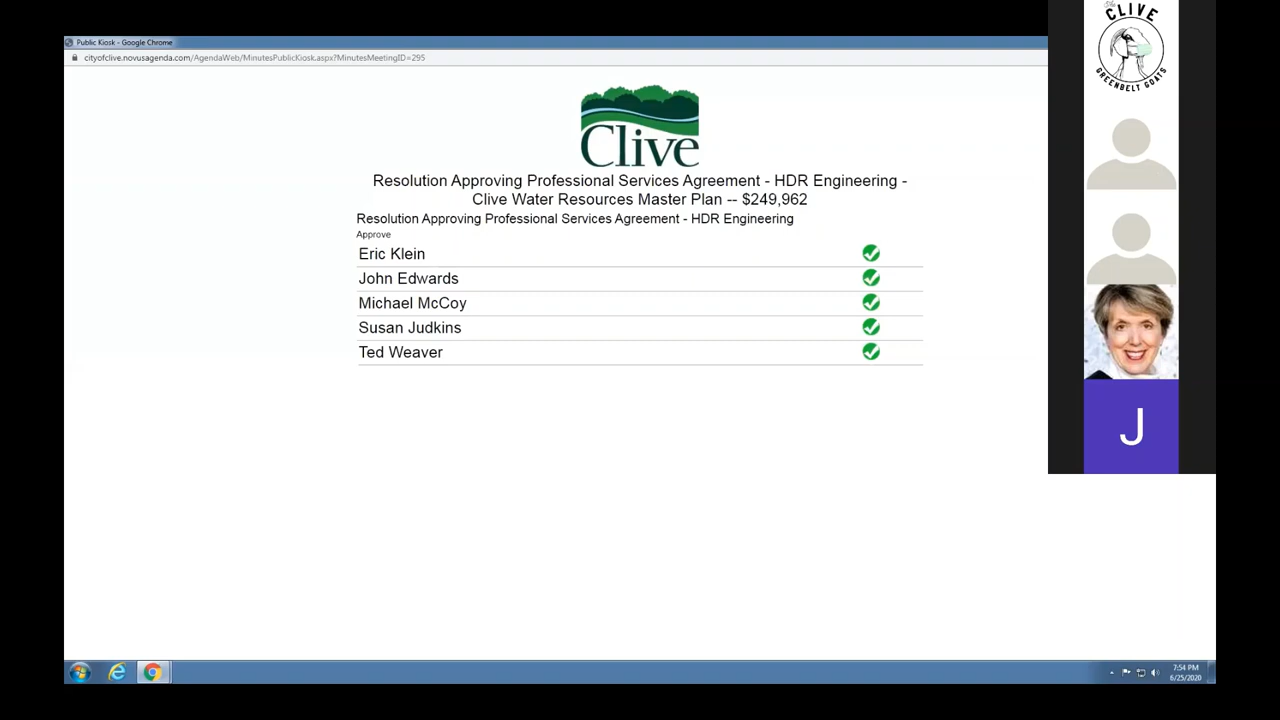 Public Kiosk - Google Chrome
cityofclive.novusagenda.com/AgendaWeb/MinutesPublicKiosk.aspx?MinutesMeetingID=295
Clive
Resolution Approving Professional Services Agreement - HDR Engineering -
Clive Water Resources Master Plan -- $249,962
Resolution Approving Professional Services Agreement - HDR Engineering
Approve
Eric Klein
John Edwards
Michael McCoy
Susan Judkins
Ted Weaver
The
CLIVE
GREENBELT GOATS
J
7:54 PM
6/25/2020